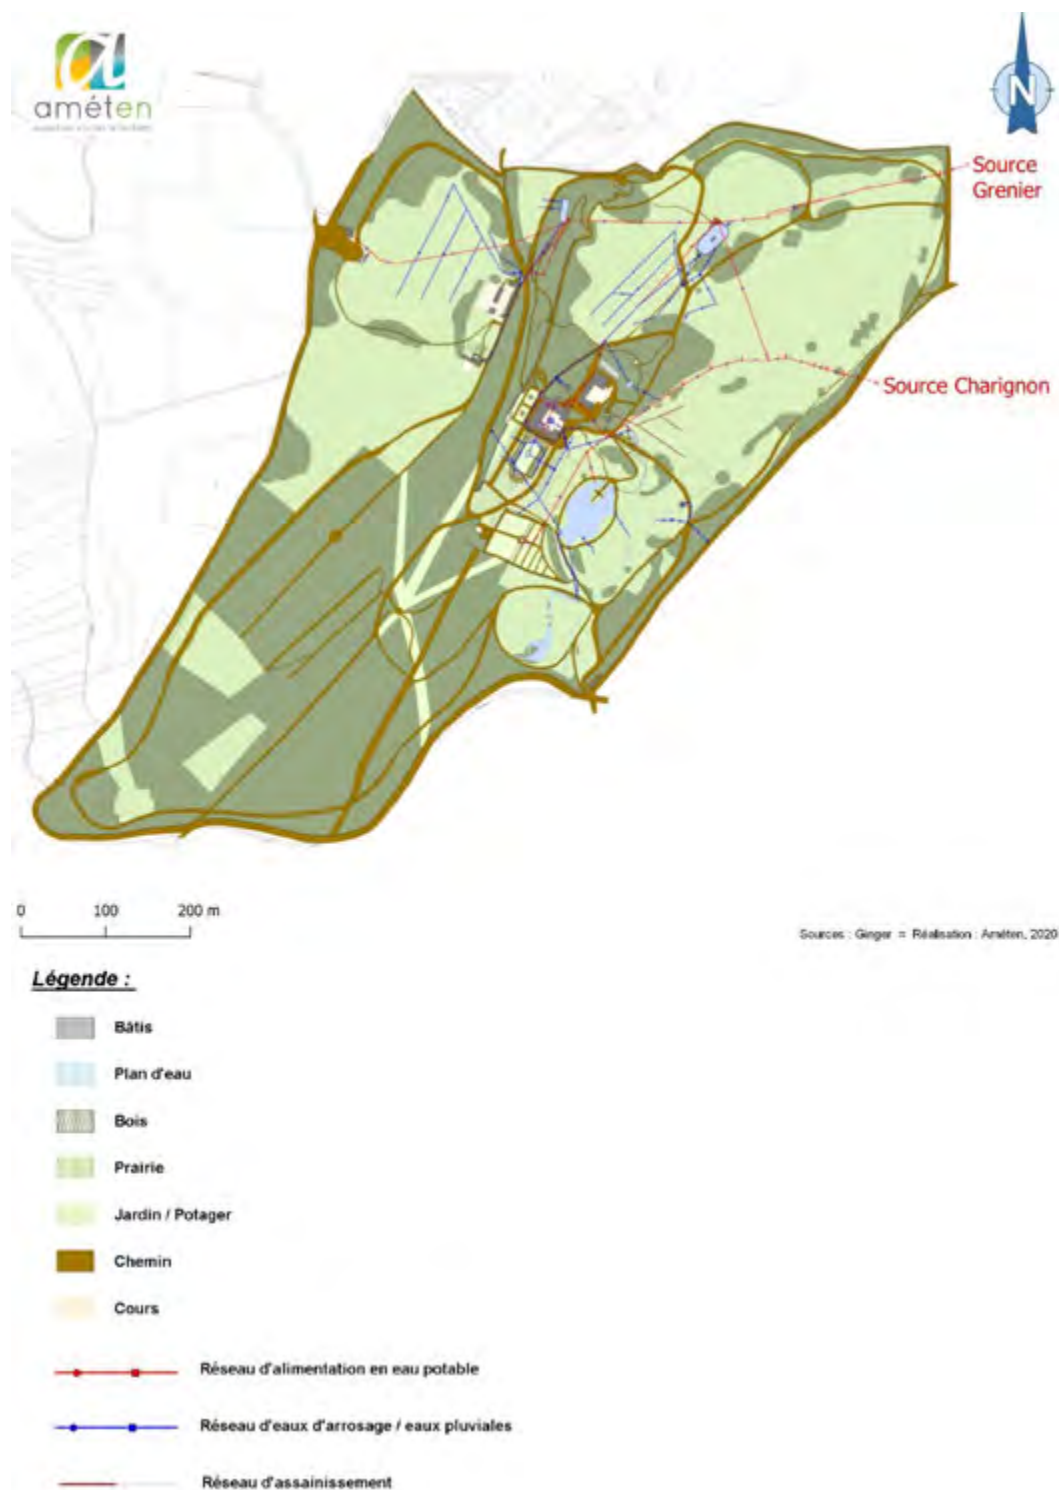 améten
N
Source
Grenier
Source Charignon
0 100 200 m
Sources : Ginger = Réalisation : Améten, 2020
Légende :
Bâtis
Plan d'eau
Bois
Prairie
Jardin / Potager
Chemin
Cours
Réseau d'alimentation en eau potable
Réseau d'eaux d'arrosage / eaux pluviales
Réseau d'assainissement